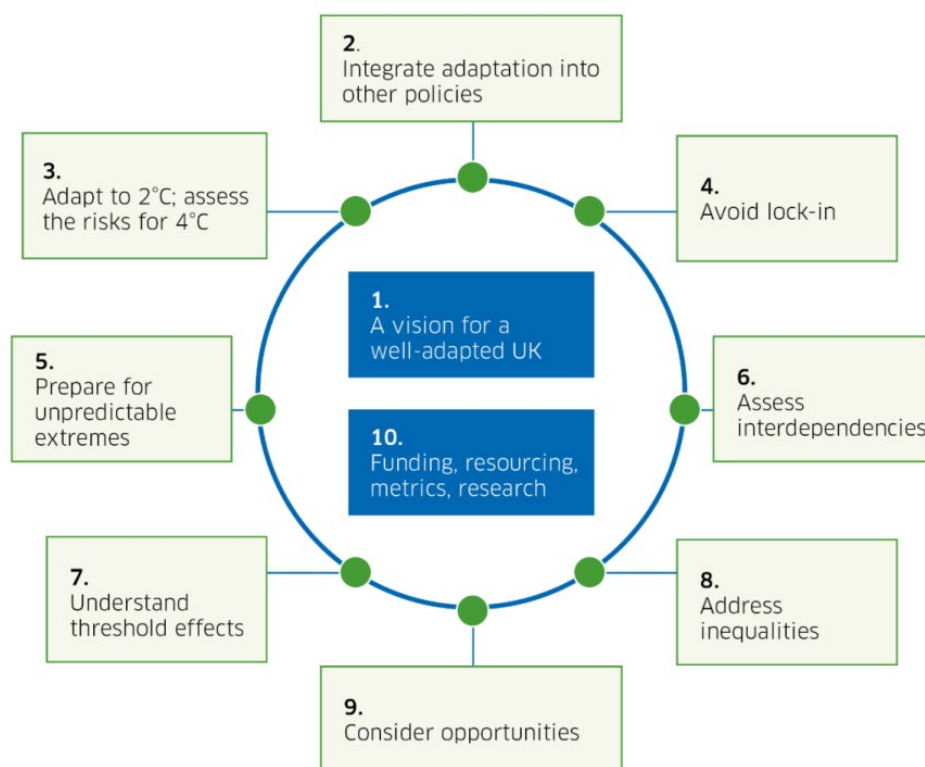 2.
Integrate adaptation into
other policies
3.
Adapt to 2°C; assess
the risks for 4°C
4.
Avoid lock-in
1.
A vision for a
well-adapted UK
5.
Prepare for
unpredictable
extremes
6.
Assess
interdependencies
10.
Funding, resourcing,
metrics, research
7.
Understand
threshold effects
8.
Address
inequalities
9.
Consider opportunities